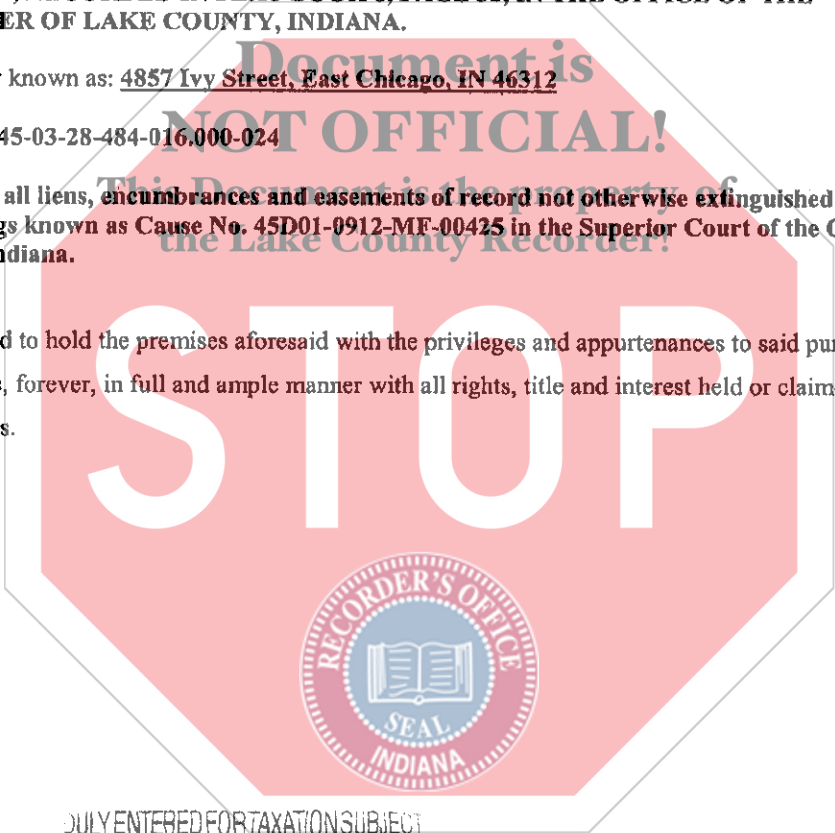 ER OF LAKE COUNTY, INDIANA.
Document is
known as: 4857 Ivy Street, East Chicago, IN 46312
NOT OFFICIAL!
45-03-28-484-016.000-024
This Document is the property of
all liens, encumbrances and easements of record not otherwise extinguished
gs known as Cause No. 45D01-0912-MF-00425 in the Superior Court of the
the Lake County Recorder!
ndiana.
STOP
d to hold the premises aforesaid with the privileges and appurtenances to said pur
, forever, in full and ample manner with all rights, title and interest held or claim
s.
RECORDER'S OFFICE
SEAL
INDIANA
DULY ENTERED FOR TAXATION SUBJECT